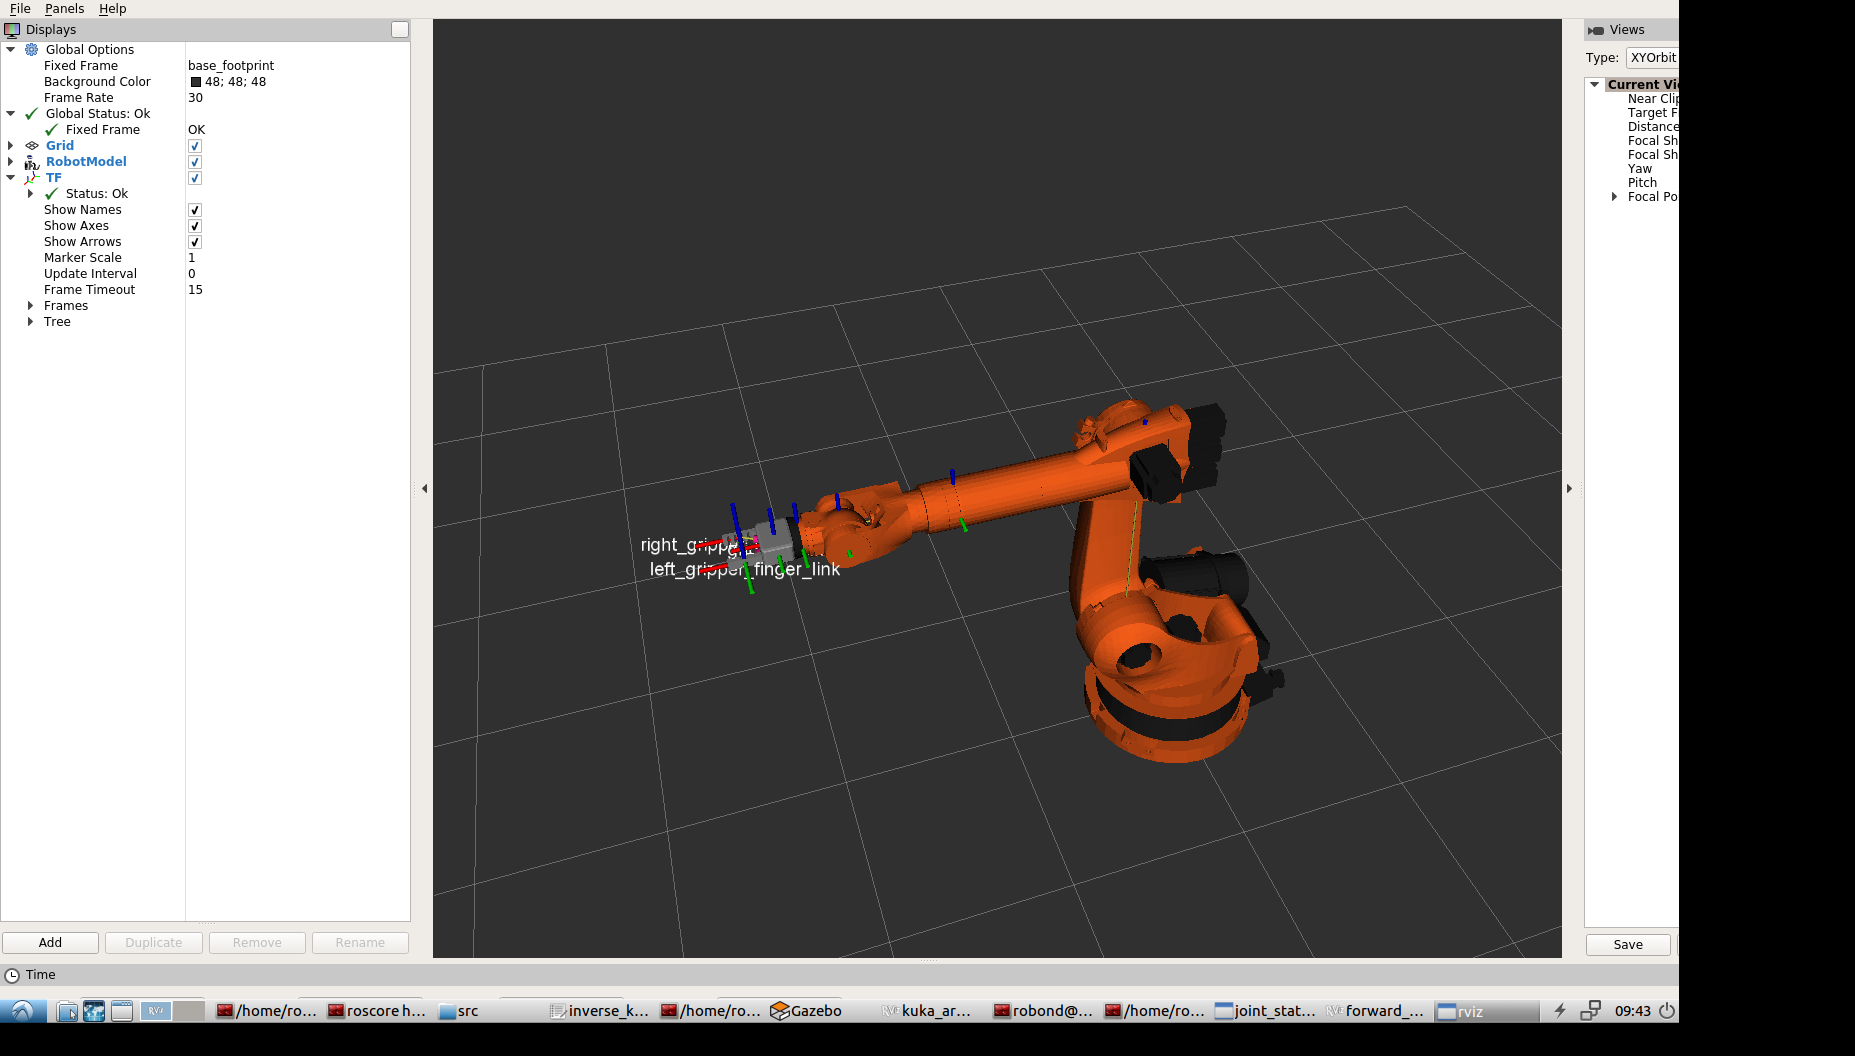 File Panels Help
Displays
Global Options
Fixed Frame base_footprint
Background Color 48; 48; 48
Frame Rate 30
Global Status: Ok
Fixed Frame OK
Grid
RobotModel
TF
Status: Ok
Show Names
Show Axes
Show Arrows
Marker Scale 1
Update Interval 0
Frame Timeout 15
Frames
Tree
Add Duplicate Remove Rename
right_gripp
left_gripper_finger_link
Views
Type: XYOrbit
Current Vi
Near Clip
Target F
Distance
Focal Sh
Focal Sh
Yaw
Pitch
Focal Po
Save
Time
RViz /home/ro... roscore h... src inverse_k... /home/ro... Gazebo kuka_ar... robond@... /home/ro... joint_stat... forward_... rviz 09:43